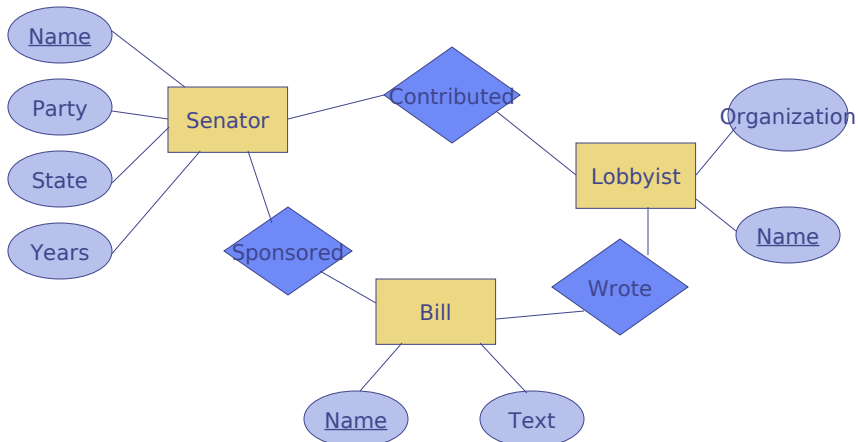 Name
Party
State
Years
Senator
Contributed
Sponsored
Organization
Lobbyist
Name
Wrote
Bill
Name
Text